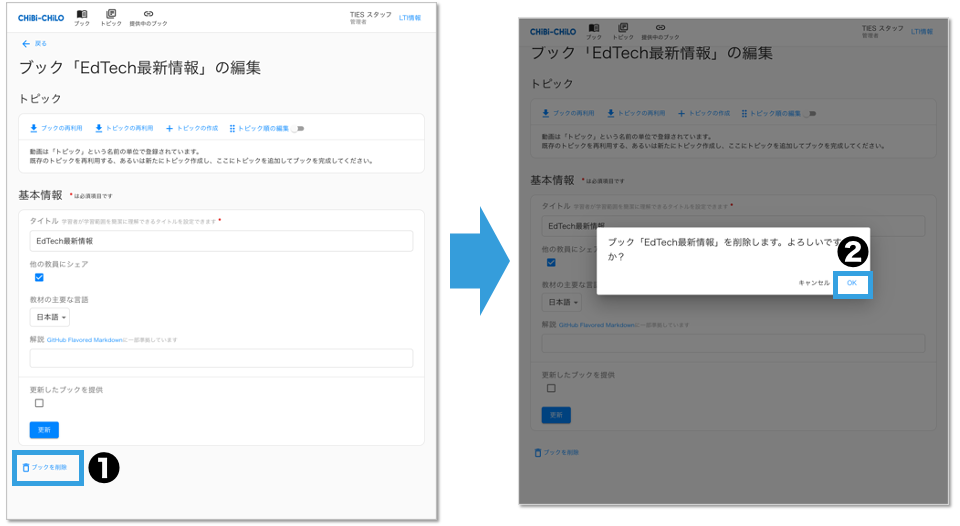 CHiBi-CHiLO
ブック
トピック
提供中のブック
TIES スタッフ
管理者
LTI情報
戻る
ブック「EdTech最新情報」の編集
トピック
ブックの再利用
トピックの再利用
トピックの作成
トピック順の編集
動画は「トピック」という名前の単位で登録されています。
既存のトピックを再利用する、あるいは新たにトピック作成し、ここにトピックを追加してブックを完成してください。
基本情報 *は必須項目です
タイトル 学習者が学習範囲を簡潔に理解できるタイトルを設定できます *
EdTech最新情報
他の教員にシェア
教材の主要な言語
日本語
解説 GitHub Flavored Markdownに一部準拠しています
更新したブックを提供
更新
ブックを削除
1
CHiBi-CHiLO
ブック
トピック
提供中のブック
TIES スタッフ
管理者
LTI情報
ブック「EdTech最新情報」の編集
トピック
ブックの再利用
トピックの再利用
トピックの作成
トピック順の編集
動画は「トピック」という名前の単位で登録されています。
既存のトピックを再利用する、あるいは新たにトピック作成し、ここにトピックを追加してブックを完成してください。
基本情報 *は必須項目です
タイトル 学習者が学習範囲を簡潔に理解できるタイトルを設定できます *
EdTech最新情報
ブック「EdTech最新情報」を削除します。よろしいです
か？
2
キャンセル
OK
他の教員にシェア
教材の主要な言語
日本語
解説 GitHub Flavored Markdownに一部準拠しています
更新したブックを提供
更新
ブックを削除